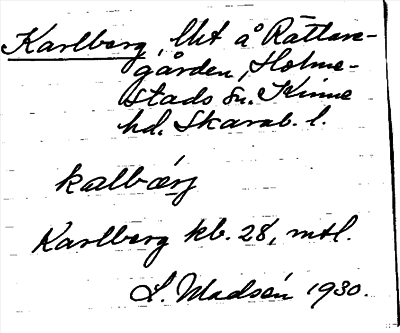 Karlberg, lht å Rättare-
gården, Holme-
stads sn. Kinne
hd. Skarab. l.
kalbærj
Karlberg kb. 28, mtl.
L. Madsén 1930.